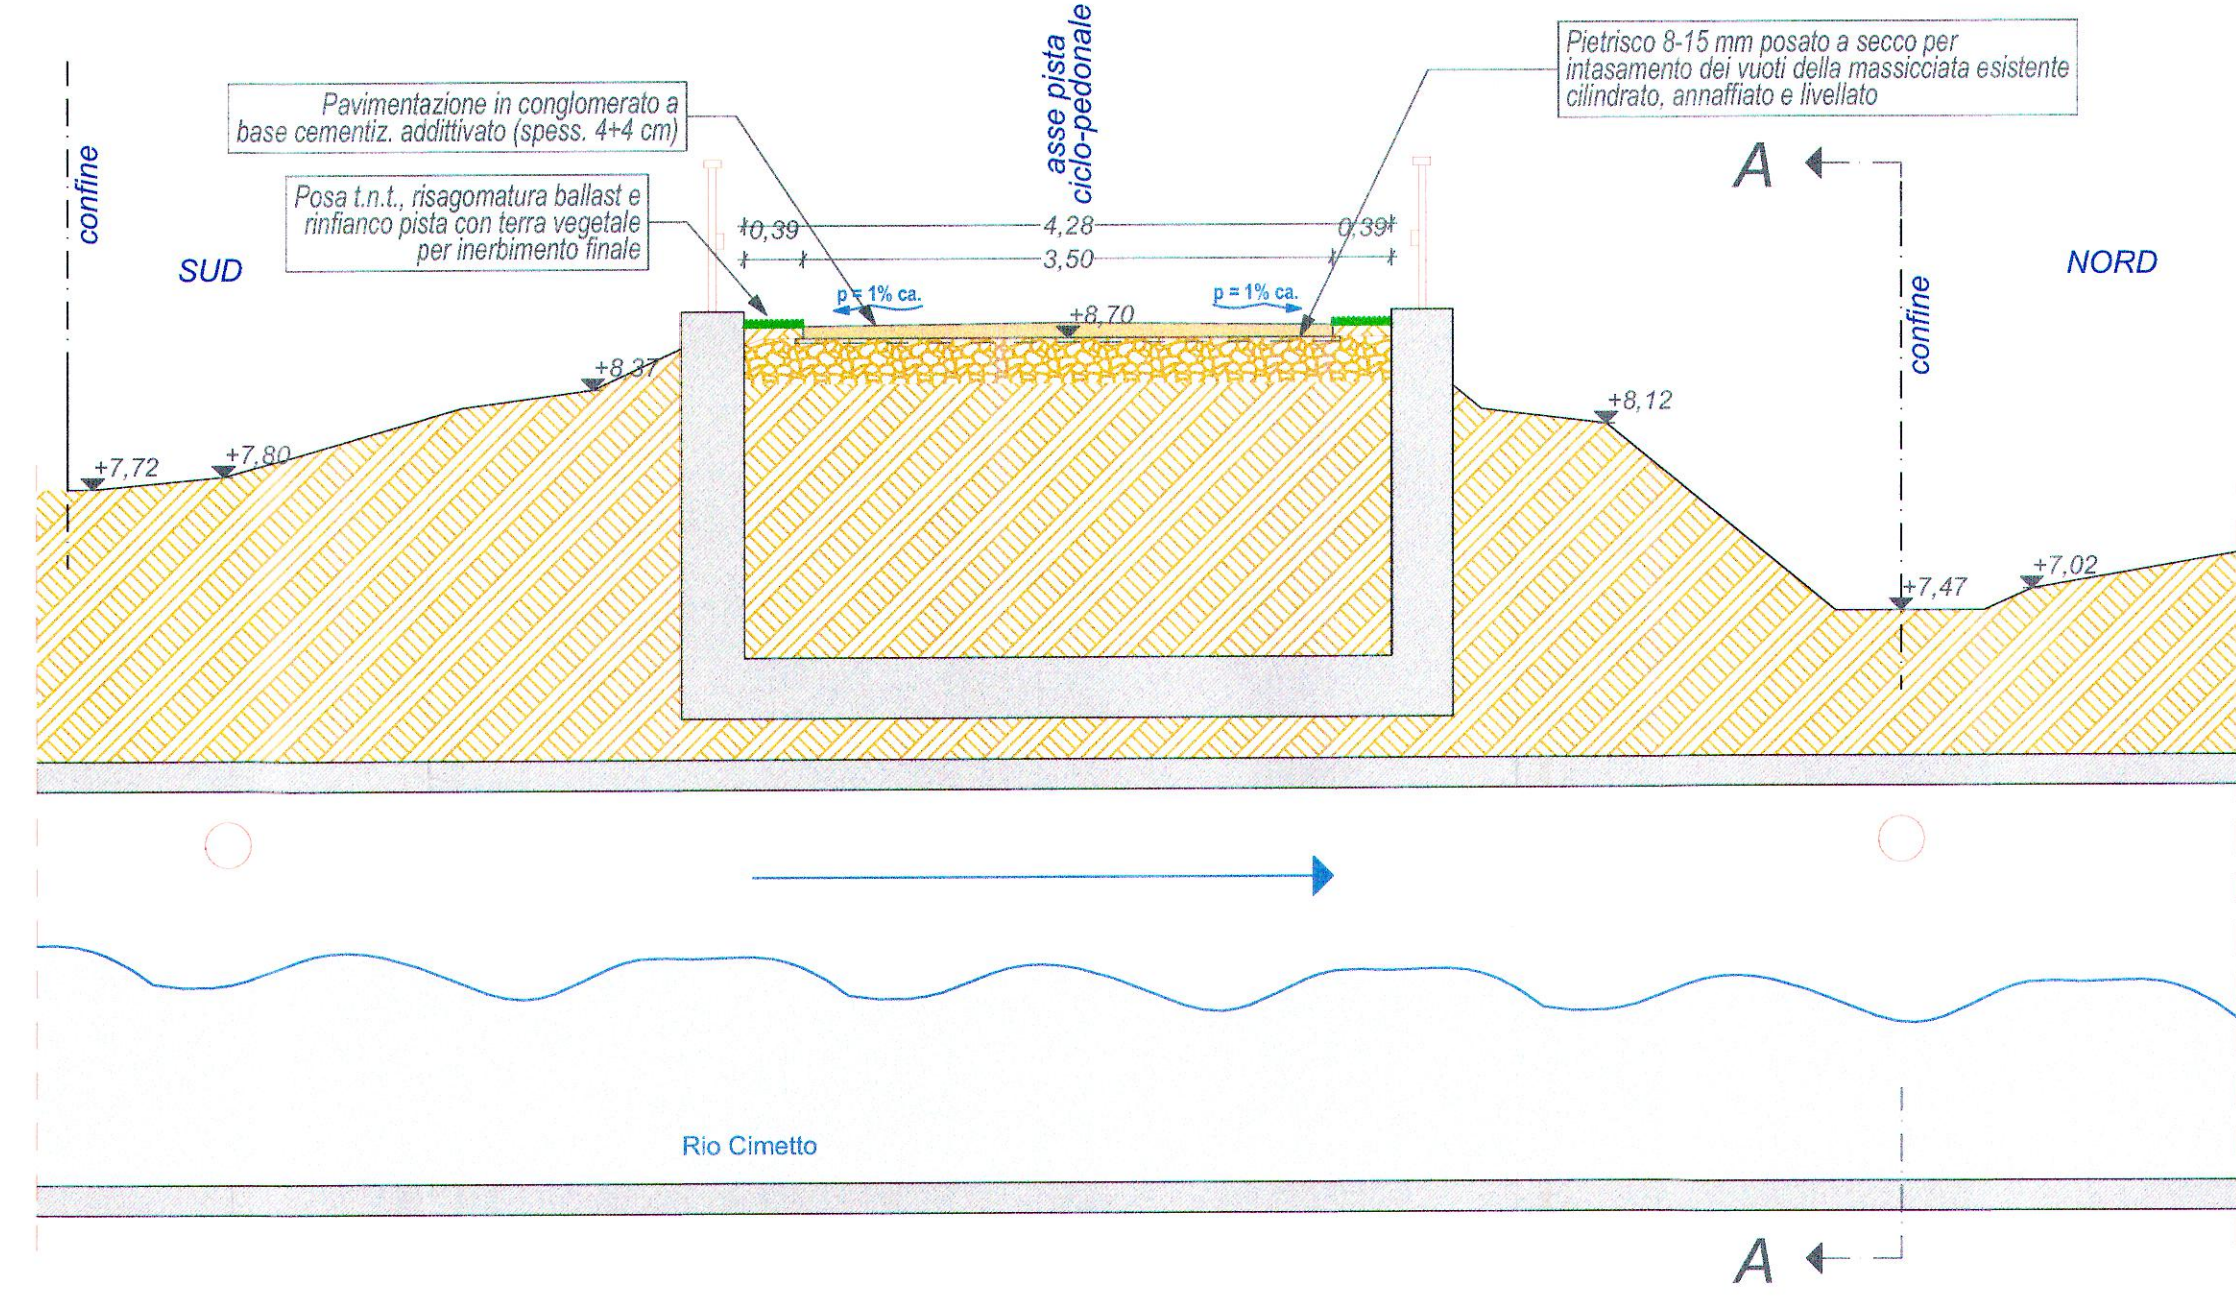 asse pista
ciclo-pedonale
Pietrisco 8-15 mm posato a secco per
intasamento dei vuoti della massicciata esistente
cilindrato, annaffiato e livellato
Pavimentazione in conglomerato a
base cementiz. addittivato (spess. 4+4 cm)
confine
A
Posa t.n.t., risagomatura ballast e
rinfianco pista con terra vegetale
per inerbimento finale
SUD
NORD
0,39
4,28
0,39
3,50
p = 1% ca.
p = 1% ca.
+8,70
confine
+8,37
+8,12
+7,72
+7,80
+7,47
+7,02
Rio Cimetto
A